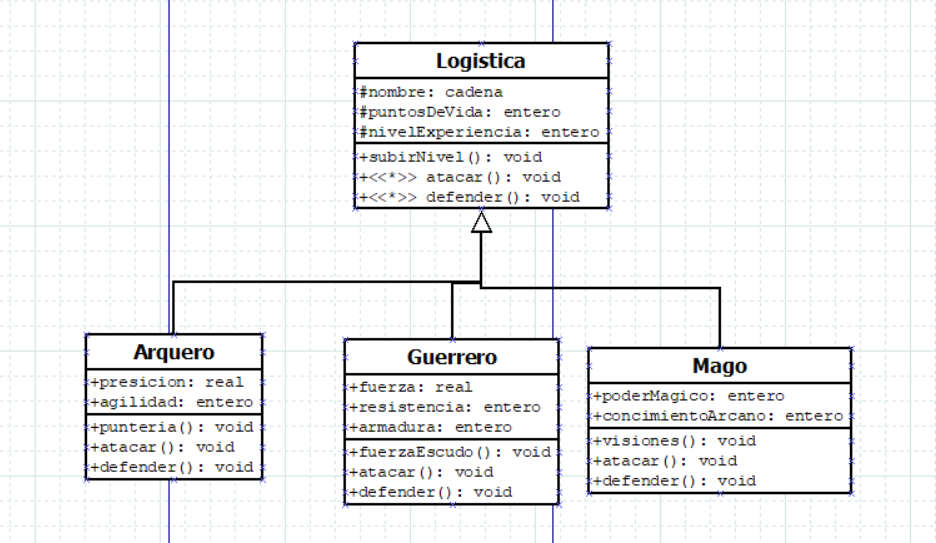 Logistica
#nombre: cadena
#puntosDeVida: entero
#nivelExperiencia: entero
+subirNivel(): void
+<<*>> atacar(): void
+<<*>> defender(): void
Arquero
+presicion: real
+agilidad: entero
+punteria(): void
+atacar(): void
+defender(): void
Guerrero
+fuerza: real
+resistencia: entero
+armadura: entero
+fuerzaEscudo(): void
+atacar(): void
+defender(): void
Mago
+poderMagico: entero
+concimientoArcano: entero
+visiones(): void
+atacar(): void
+defender(): void